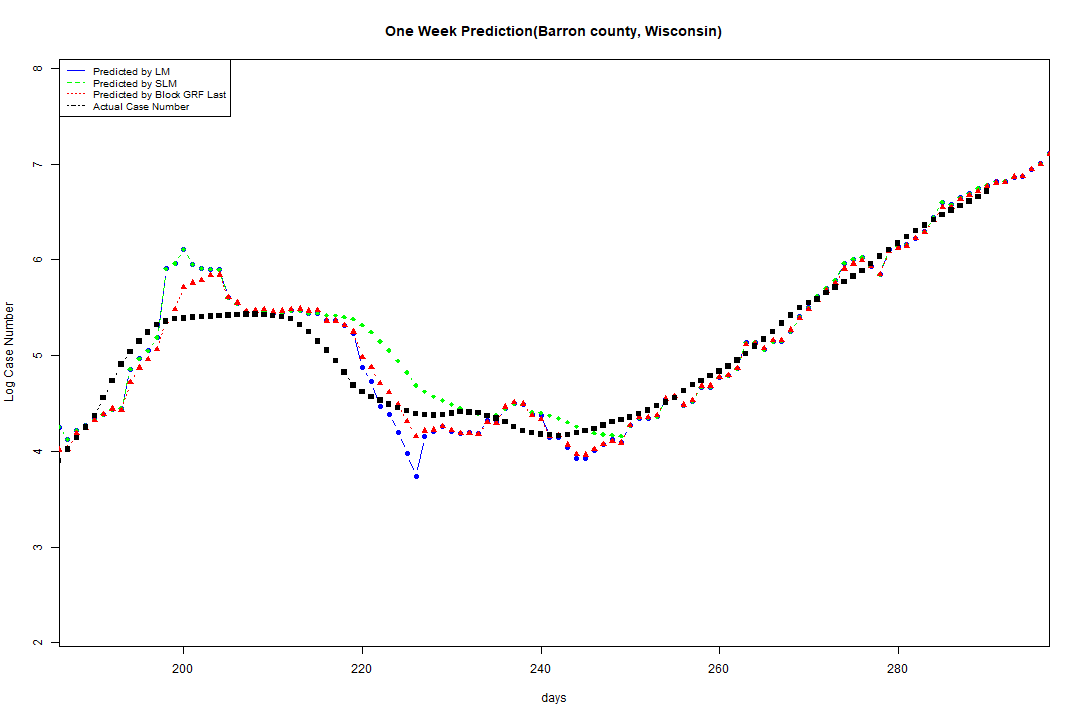 One Week Prediction(Barron county, Wisconsin)
Predicted by LM
Predicted by SLM
Predicted by Block GRF Last
Actual Case Number
8
7
6
5
4
3
2
Log Case Number
200 220 240 260 280
days